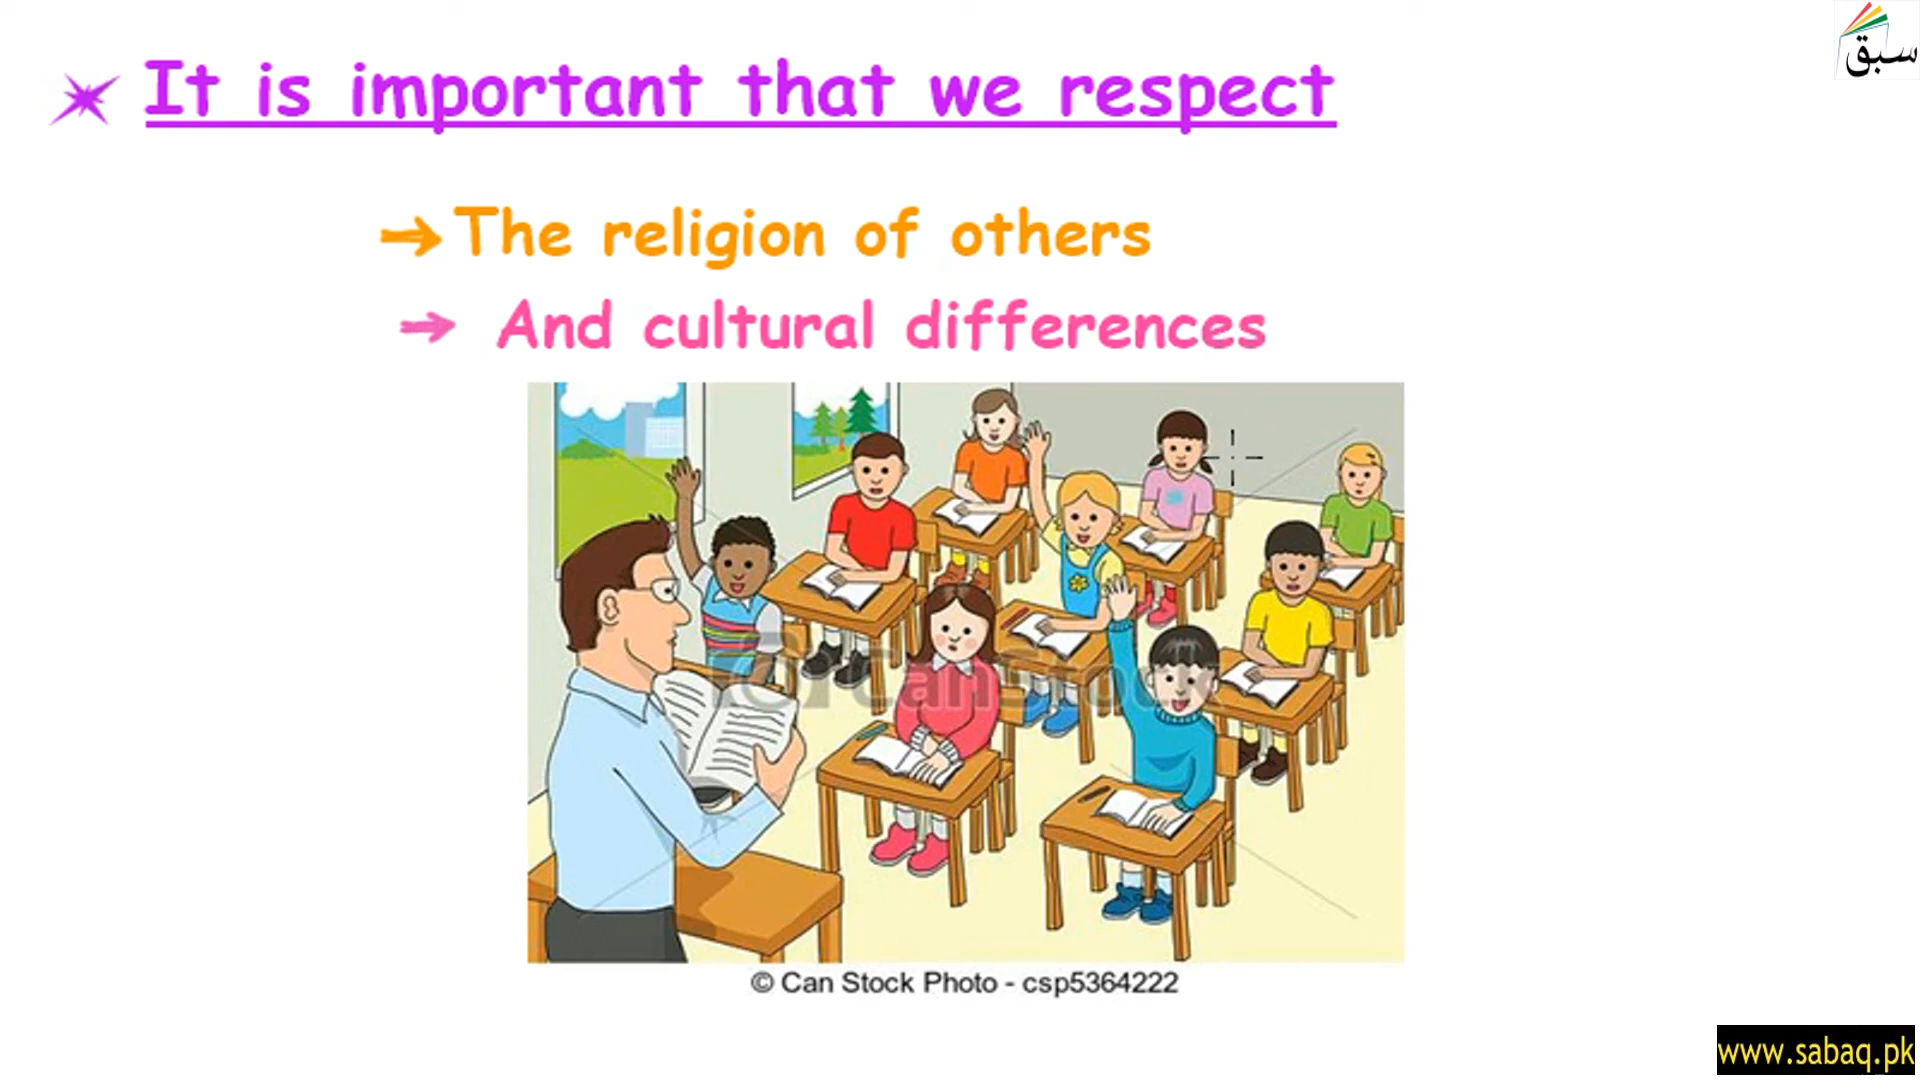 سبق
It is important that we respect
The religion of others
And cultural differences
CanStock
© Can Stock Photo - csp5364222
www.sabaq.pk